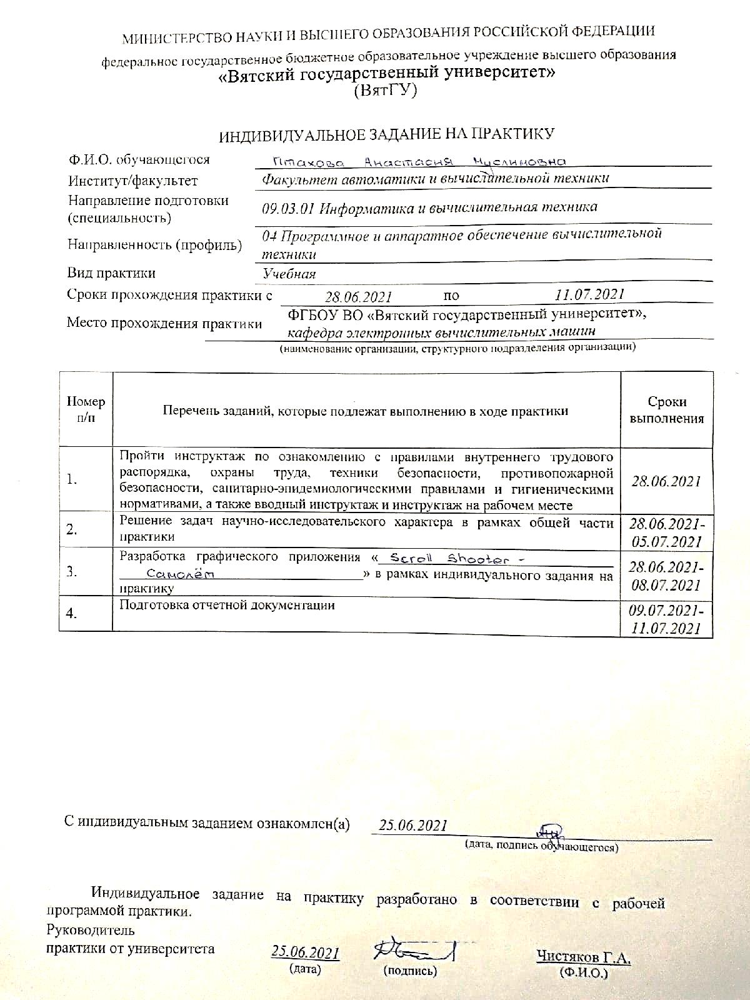 МИНИСТЕРСТВО НАУКИ И ВЫСШЕГО ОБРАЗОВАНИЯ РОССИЙСКОЙ ФЕДЕРАЦИИ
федеральное государственное бюджетное образовательное учреждение высшего образования
«Вятский государственный университет»
(ВятГУ)
ИНДИВИДУАЛЬНОЕ ЗАДАНИЕ НА ПРАКТИКУ
Ф.И.О. обучающегося Птахова Анастасия Муслимовна
Институт/факультет Факультет автоматики и вычислительной техники
Направление подготовки
(специальность) 09.03.01 Информатика и вычислительная техника
Направленность (профиль) 04 Программное и аппаратное обеспечение вычислительной
техники
Вид практики Учебная
Сроки прохождения практики с 28.06.2021 по 11.07.2021
Место прохождения практики ФГБОУ ВО «Вятский государственный университет»,
кафедра электронных вычислительных машин
(наименование организации, структурного подразделения организации)
Номер п/п
Перечень заданий, которые подлежат выполнению в ходе практики
Сроки выполнения
1.
Пройти инструктаж по ознакомлению с правилами внутреннего трудового
распорядка, охраны труда, техники безопасности, противопожарной
безопасности, санитарно-эпидемиологическими правилами и гигиеническими
нормативами, а также вводный инструктаж и инструктаж на рабочем месте
28.06.2021
2.
Решение задач научно-исследовательского характера в рамках общей части
практики
28.06.2021-
05.07.2021
3.
Разработка графического приложения « Scroll Shooter -
Самолёт » в рамках индивидуального задания на
практику
28.06.2021-
08.07.2021
4.
Подготовка отчетной документации
09.07.2021-
11.07.2021
С индивидуальным заданием ознакомлен(а) 25.06.2021
(дата, подпись обучающегося)
Индивидуальное задание на практику разработано в соответствии с рабочей
программой практики.
Руководитель
практики от университета 25.06.2021 Чистяков Г.А.
(дата) (подпись) (Ф.И.О.)